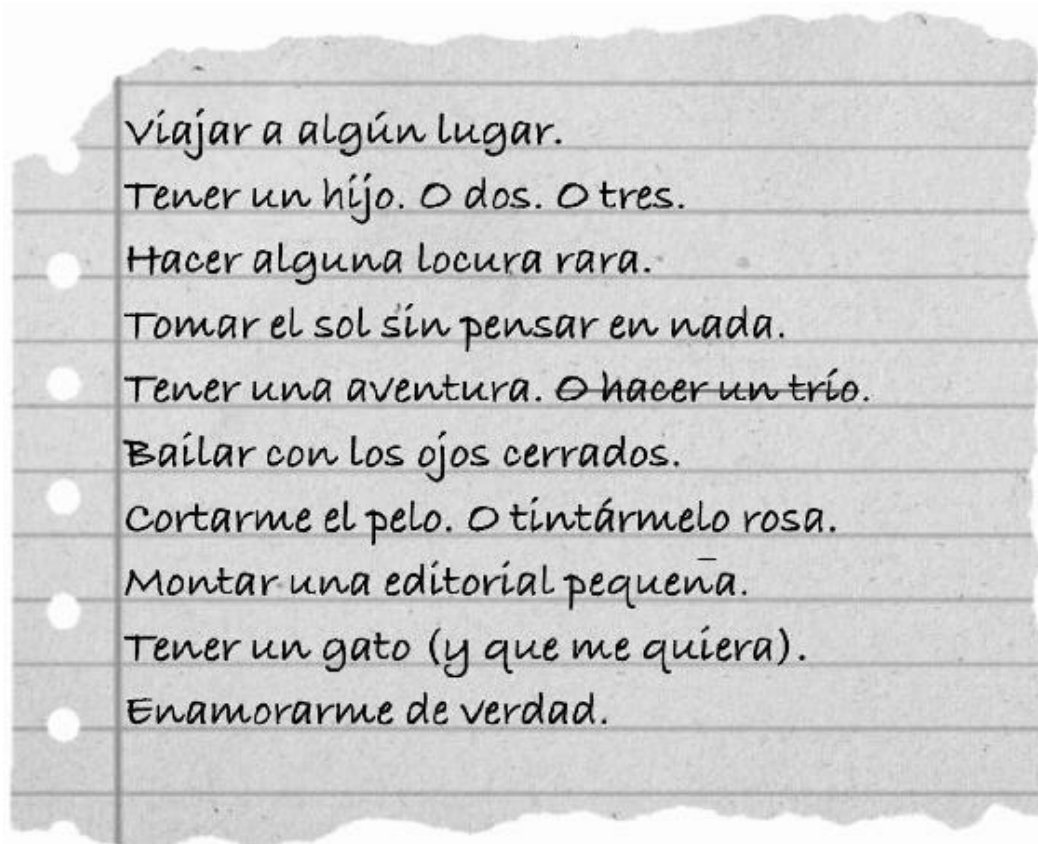 Viajar a algún lugar.
Tener un hijo. O dos. O tres.
Hacer alguna locura rara.
Tomar el sol sin pensar en nada.
Tener una aventura. O hacer un trío.
Bailar con los ojos cerrados.
Cortarme el pelo. O tintármelo rosa.
Montar una editorial pequeña.
Tener un gato (y que me quiera).
Enamorarme de verdad.